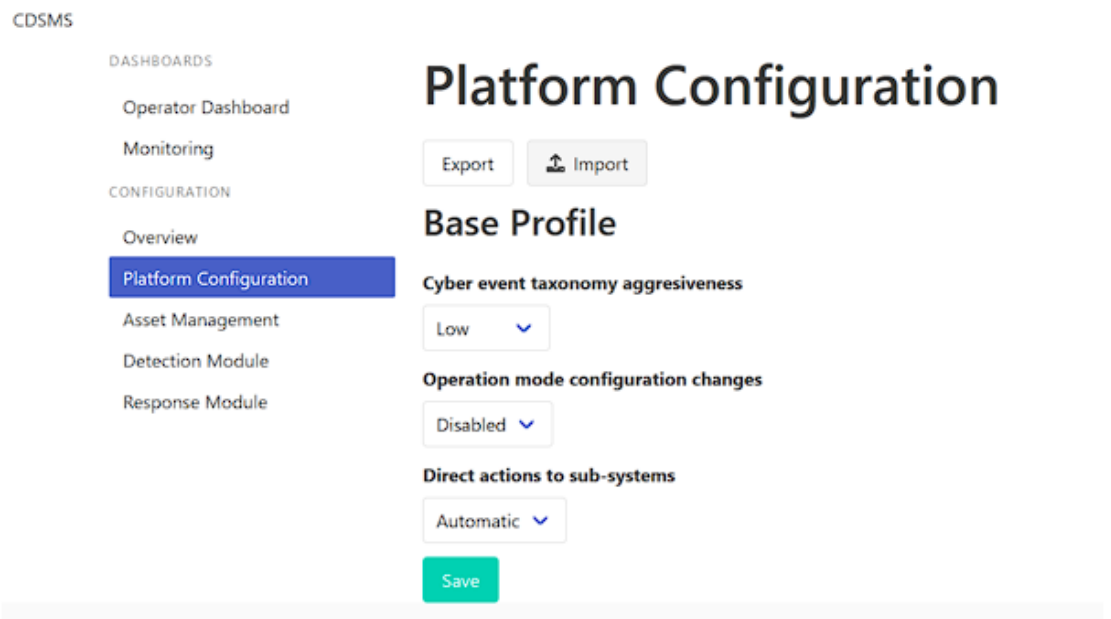 CDSMS
DASHBOARDS
Operator Dashboard
Monitoring
CONFIGURATION
Overview
Platform Configuration
Asset Management
Detection Module
Response Module
Platform Configuration
Export
Import
Base Profile
Cyber event taxonomy aggresiveness
Low
Operation mode configuration changes
Disabled
Direct actions to sub-systems
Automatic
Save